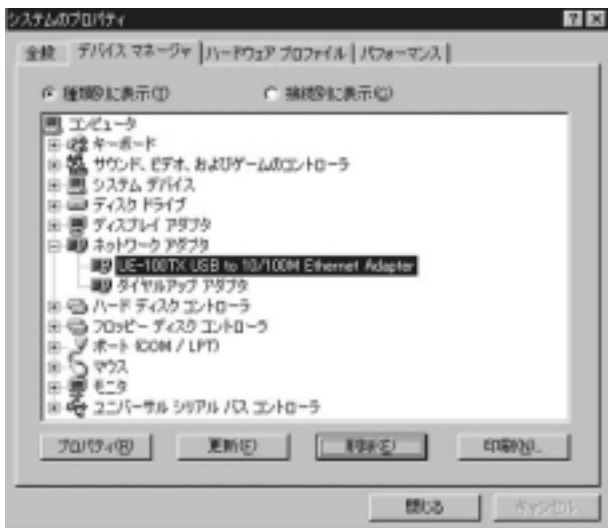 システムのプロパティ
全般 デバイス マネージャ ハードウェア プロファイル パフォーマンス
種類別に表示(T) 接続別に表示(C)
コンピュータ
キーボード
サウンド、ビデオ、およびゲームのコントローラ
システム デバイス
ディスク ドライブ
ディスプレイ アダプタ
ネットワーク アダプタ
UE-100TX USB to 10/100M Ethernet Adapter
ダイヤルアップ アダプタ
ハード ディスク コントローラ
フロッピー ディスク コントローラ
ポート (COM / LPT)
マウス
モニタ
ユニバーサル シリアル バス コントローラ
プロパティ(R) 更新(F) 削除(E) 印刷(N)...
閉じる キャンセル